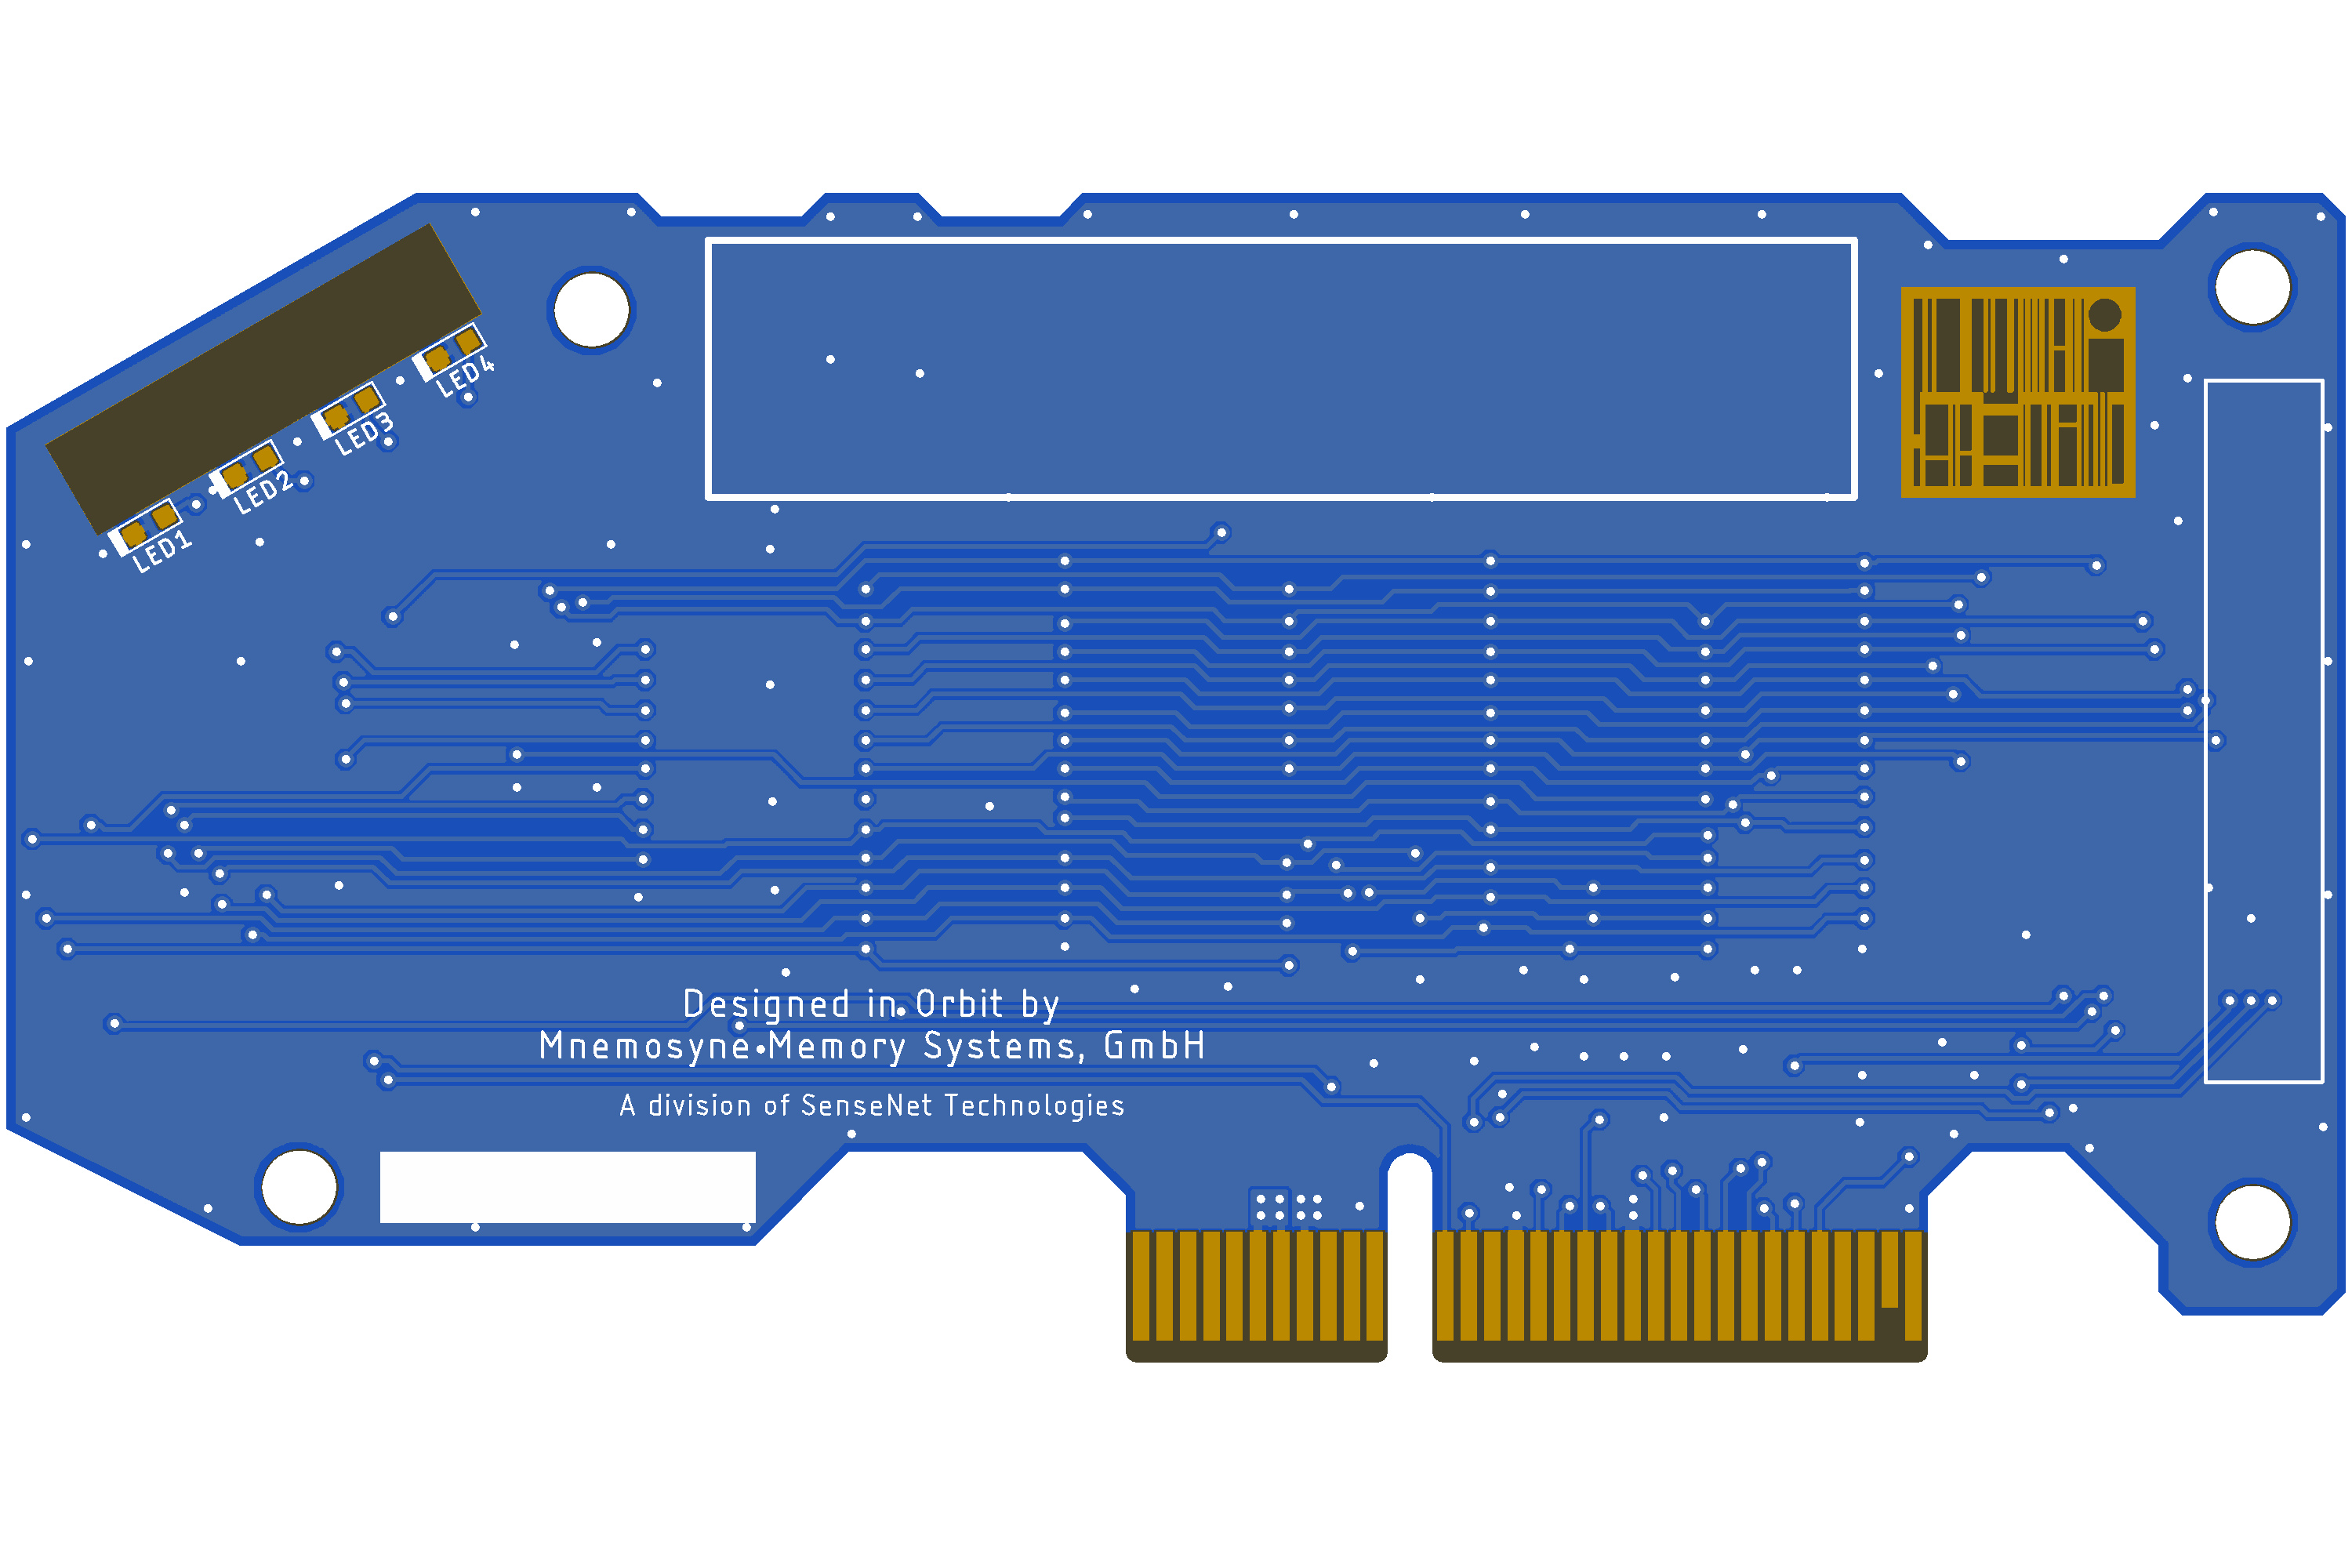 LED4
LED3
LED2
LED1
Designed in Orbit by
Mnemosyne Memory Systems, GmbH
A division of SenseNet Technologies